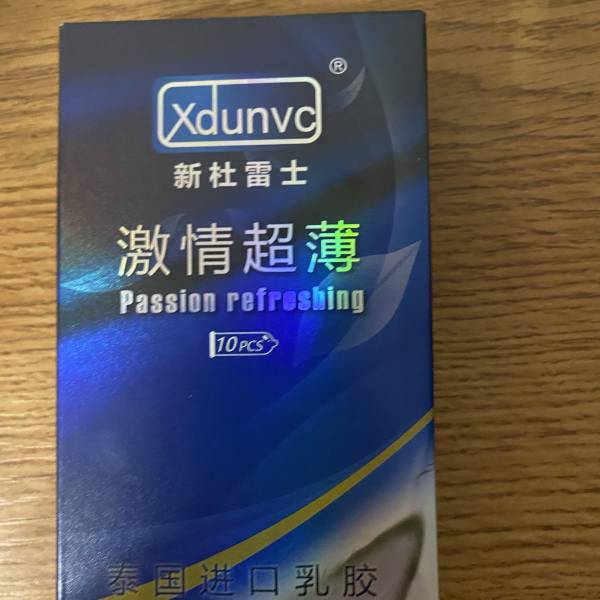 ®
Xdunvc
新杜雷士
激情超薄
Passion refreshing
10PCS
泰国进口乳胶